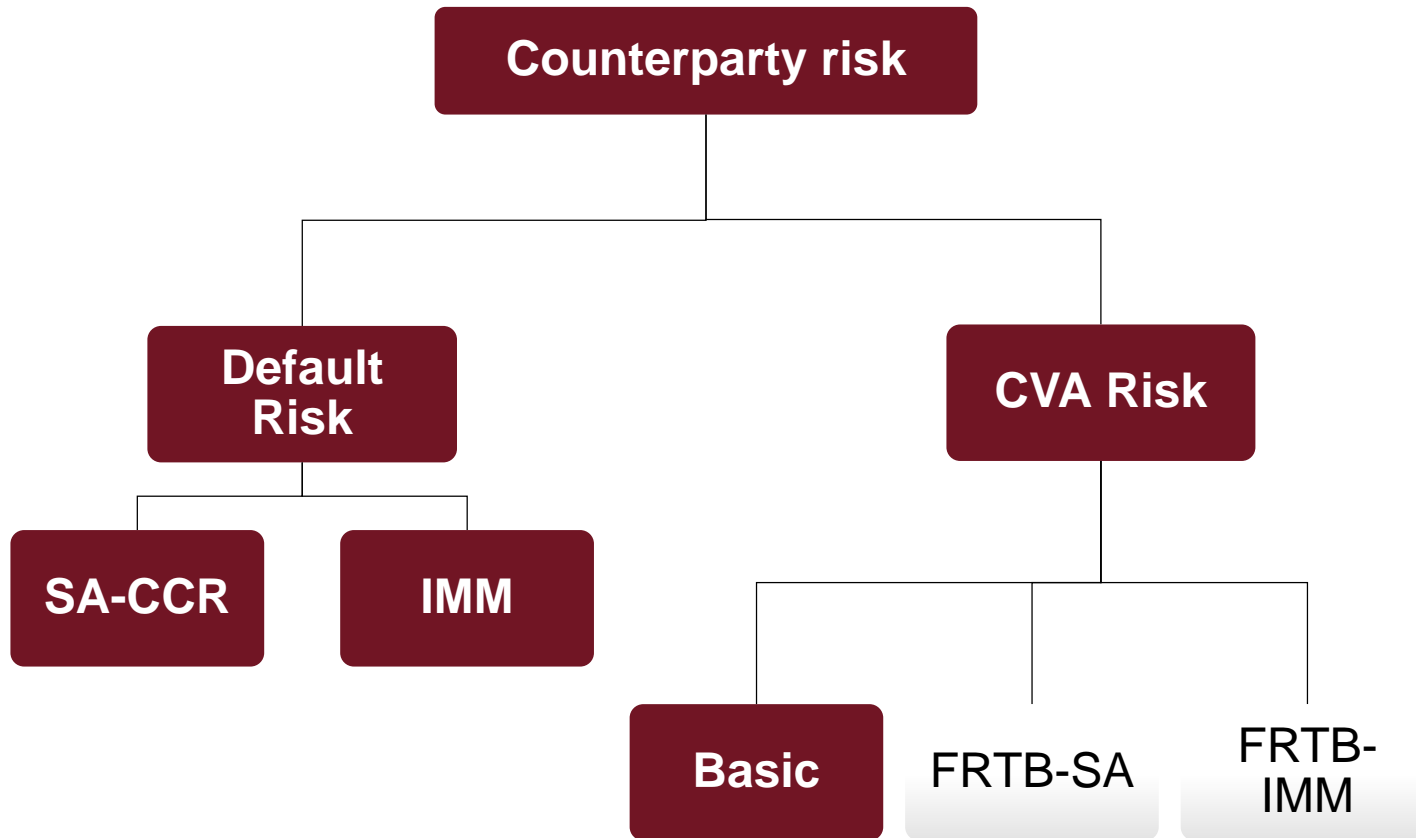 Counterparty risk
Default
Risk
CVA Risk
SA-CCR
IMM
Basic
FRTB-SA
FRTB-
IMM